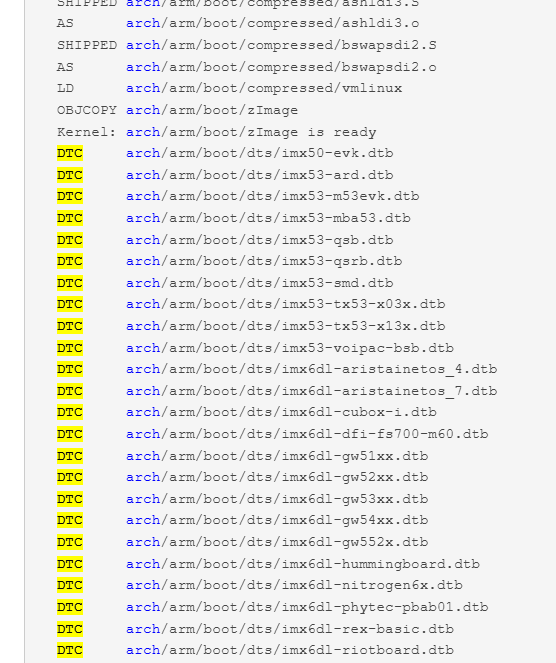 SHIPPED arch/arm/boot/compressed/ashldi3.S
AS arch/arm/boot/compressed/ashldi3.o
SHIPPED arch/arm/boot/compressed/bswapsdi2.S
AS arch/arm/boot/compressed/bswapsdi2.o
LD arch/arm/boot/compressed/vmlinux
OBJCOPY arch/arm/boot/zImage
Kernel: arch/arm/boot/zImage is ready
DTC arch/arm/boot/dts/imx50-evk.dtb
DTC arch/arm/boot/dts/imx53-ard.dtb
DTC arch/arm/boot/dts/imx53-m53evk.dtb
DTC arch/arm/boot/dts/imx53-mba53.dtb
DTC arch/arm/boot/dts/imx53-qsb.dtb
DTC arch/arm/boot/dts/imx53-qsrb.dtb
DTC arch/arm/boot/dts/imx53-smd.dtb
DTC arch/arm/boot/dts/imx53-tx53-x03x.dtb
DTC arch/arm/boot/dts/imx53-tx53-x13x.dtb
DTC arch/arm/boot/dts/imx53-voipac-bsb.dtb
DTC arch/arm/boot/dts/imx6dl-aristainetos_4.dtb
DTC arch/arm/boot/dts/imx6dl-aristainetos_7.dtb
DTC arch/arm/boot/dts/imx6dl-cubox-i.dtb
DTC arch/arm/boot/dts/imx6dl-dfi-fs700-m60.dtb
DTC arch/arm/boot/dts/imx6dl-gw51xx.dtb
DTC arch/arm/boot/dts/imx6dl-gw52xx.dtb
DTC arch/arm/boot/dts/imx6dl-gw53xx.dtb
DTC arch/arm/boot/dts/imx6dl-gw54xx.dtb
DTC arch/arm/boot/dts/imx6dl-gw552x.dtb
DTC arch/arm/boot/dts/imx6dl-hummingboard.dtb
DTC arch/arm/boot/dts/imx6dl-nitrogen6x.dtb
DTC arch/arm/boot/dts/imx6dl-phytec-pbab01.dtb
DTC arch/arm/boot/dts/imx6dl-rex-basic.dtb
DTC arch/arm/boot/dts/imx6dl-riotboard.dtb